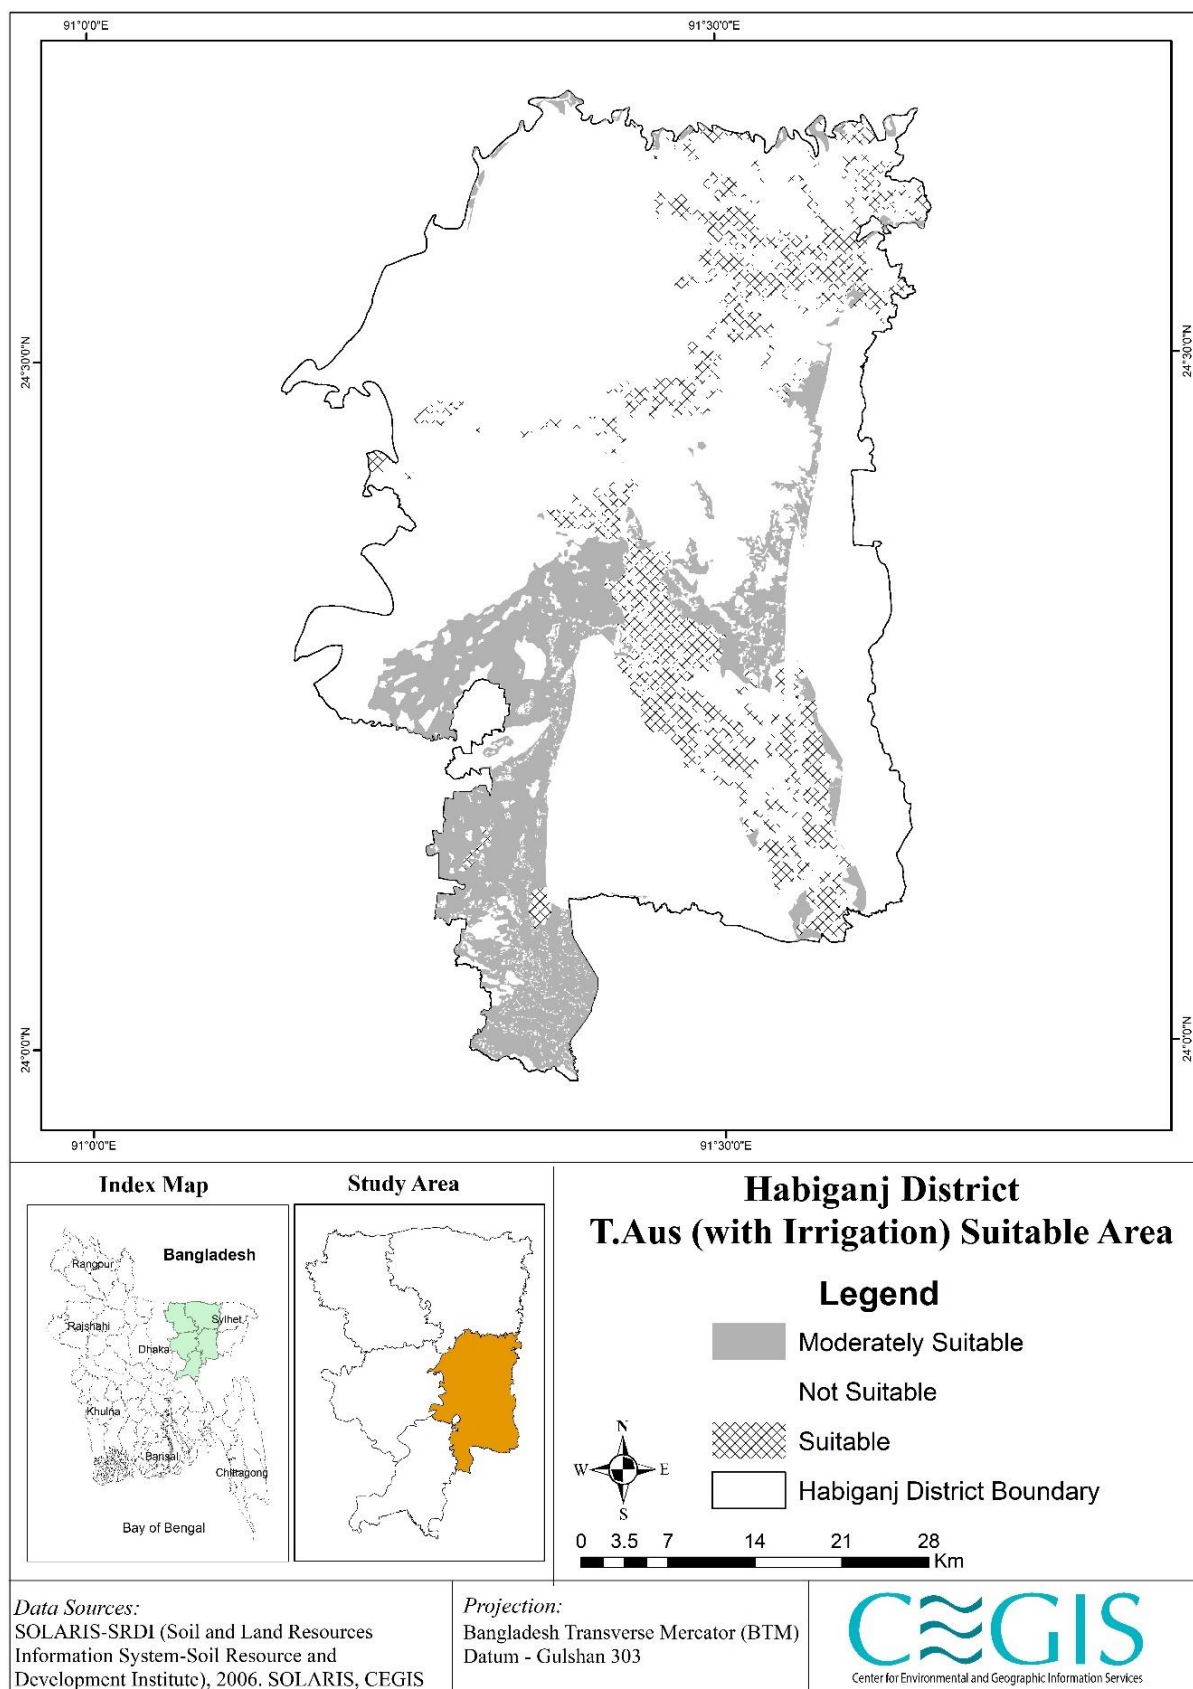 91°0'0"E
91°30'0"E
24°30'0"N
24°30'0"N
24°0'0"N
24°0'0"N
91°0'0"E
91°30'0"E
Index Map
Study Area
Bangladesh
Rangpur
Rajshahi
Sylhet
Dhaka
Khulna
Barisal
Chittagong
Bay of Bengal
Habiganj District
T.Aus (with Irrigation) Suitable Area
Legend
Moderately Suitable
Not Suitable
Suitable
Habiganj District Boundary
N
W E
S
0 3.5 7 14 21 28
Km
Data Sources:
SOLARIS-SRDI (Soil and Land Resources
Information System-Soil Resource and
Development Institute), 2006. SOLARIS, CEGIS
Projection:
Bangladesh Transverse Mercator (BTM)
Datum - Gulshan 303
CEGIS
Center for Environmental and Geographic Information Services